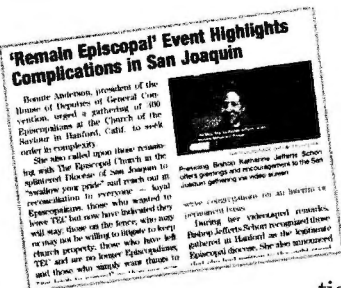 'Remain Episcopal' Event Highlights
Complications in San Joaquin
Bonnie Anderson, president of the
House of Deputies of General Con-
vention, urged a gathering of 300
Episcopalians at the Church of the
Saviour in Hanford, Calif. to seek
order in complexity.
She also called upon those remain-
ing with The Episcopal Church in the
splintered Diocese of San Joaquin to
"swallow your pride" and reach out in
reconciliation to everyone — loyal
Episcopalians, those who wanted to
leave TEC but now have indicated they
will stay, those on the fence, who may
or may not be willing to litigate to keep
church property, those who have left
TEC and are no longer Episcopalians,
and those who simply want things to
Presiding Bishop Katharine Jefferts Schori
offers greetings and encouragement to the San
Joaquin gathering via video screen.
serve congregations on an interim or
permanent basis.
During her videotaped remarks,
Bishop Jefferts Schori recognized those
gathered in Hanford as the legitimate
Episcopal diocese. She also announced